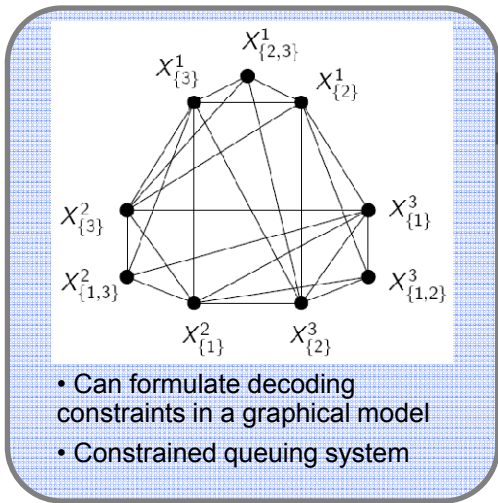 X^1_{2,3}
X^1_{3}
X^1_{2}
X^2_{3}
X^3_{1}
X^2_{1,3}
X^3_{1,2}
X^2_{1}
X^3_{2}
• Can formulate decoding
constraints in a graphical model
• Constrained queuing system